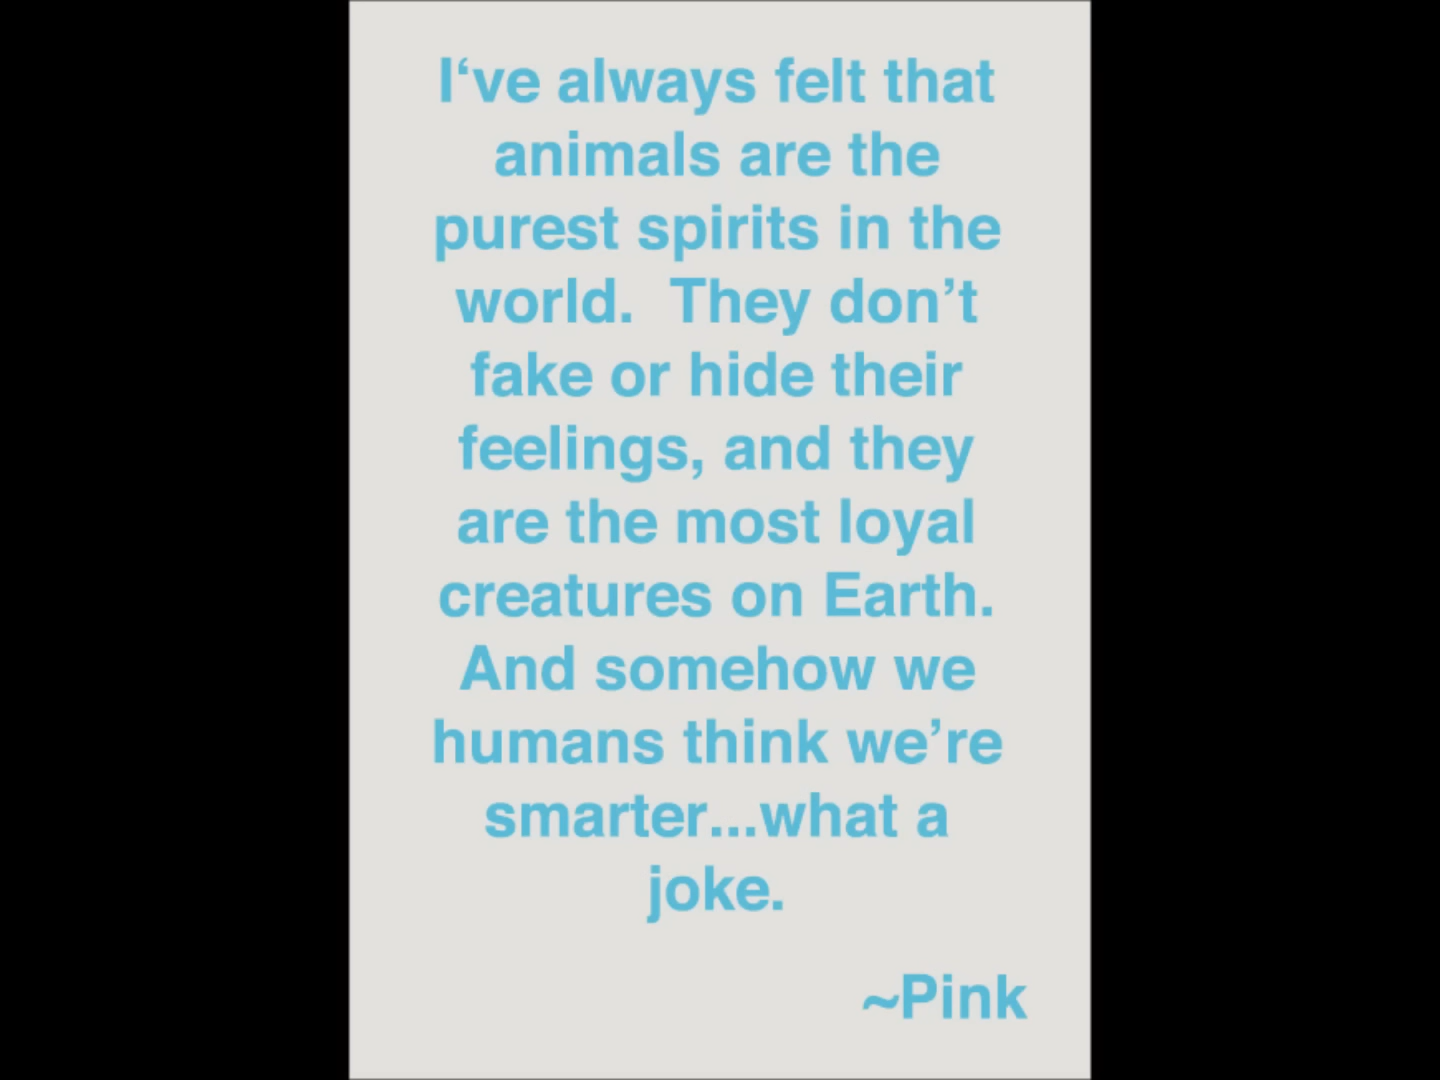 I‘ve always felt that
animals are the
purest spirits in the
world.  They don’t
fake or hide their
feelings, and they
are the most loyal
creatures on Earth.
And somehow we
humans think we’re
smarter...what a
joke.
~Pink